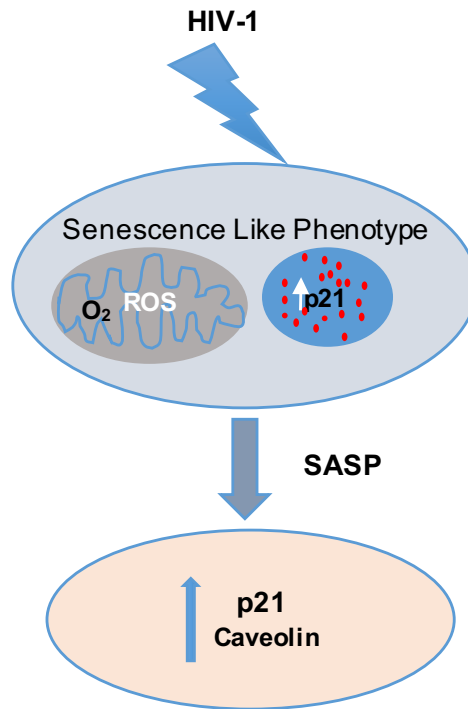 HIV-1
Senescence Like Phenotype
O₂ ROS
p21
SASP
p21
Caveolin